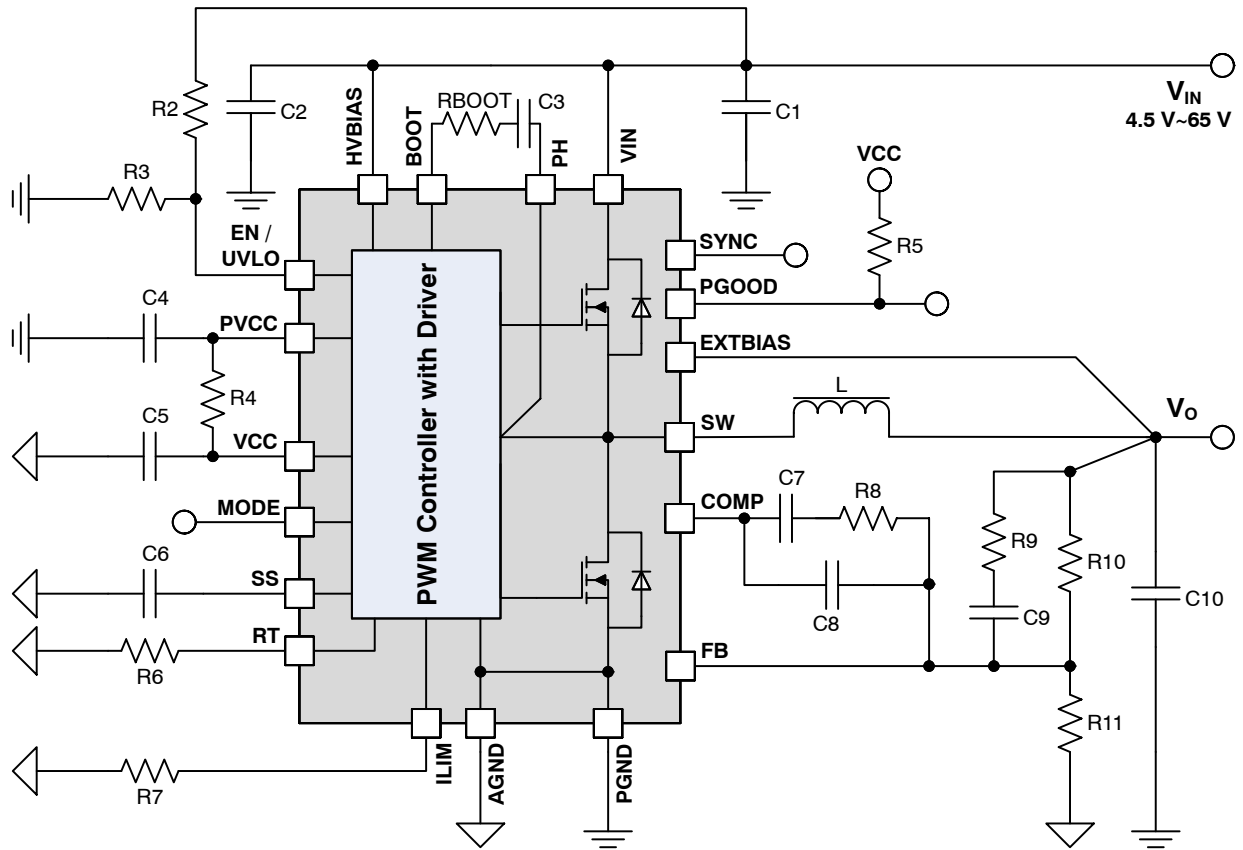 R2
C2
HVBIAS
BOOT
RBOOT
C3
PH
VIN
C1
VIN
4.5 V~65 V
R3
VCC
EN /
UVLO
SYNC
R5
PGOOD
C4
PVCC
EXTBIAS
R4
L
VO
C5
VCC
SW
PWM Controller with Driver
MODE
COMP
C7
R8
R9
R10
C6
SS
C8
C9
C10
RT
R6
FB
R11
ILIM
AGND
PGND
R7